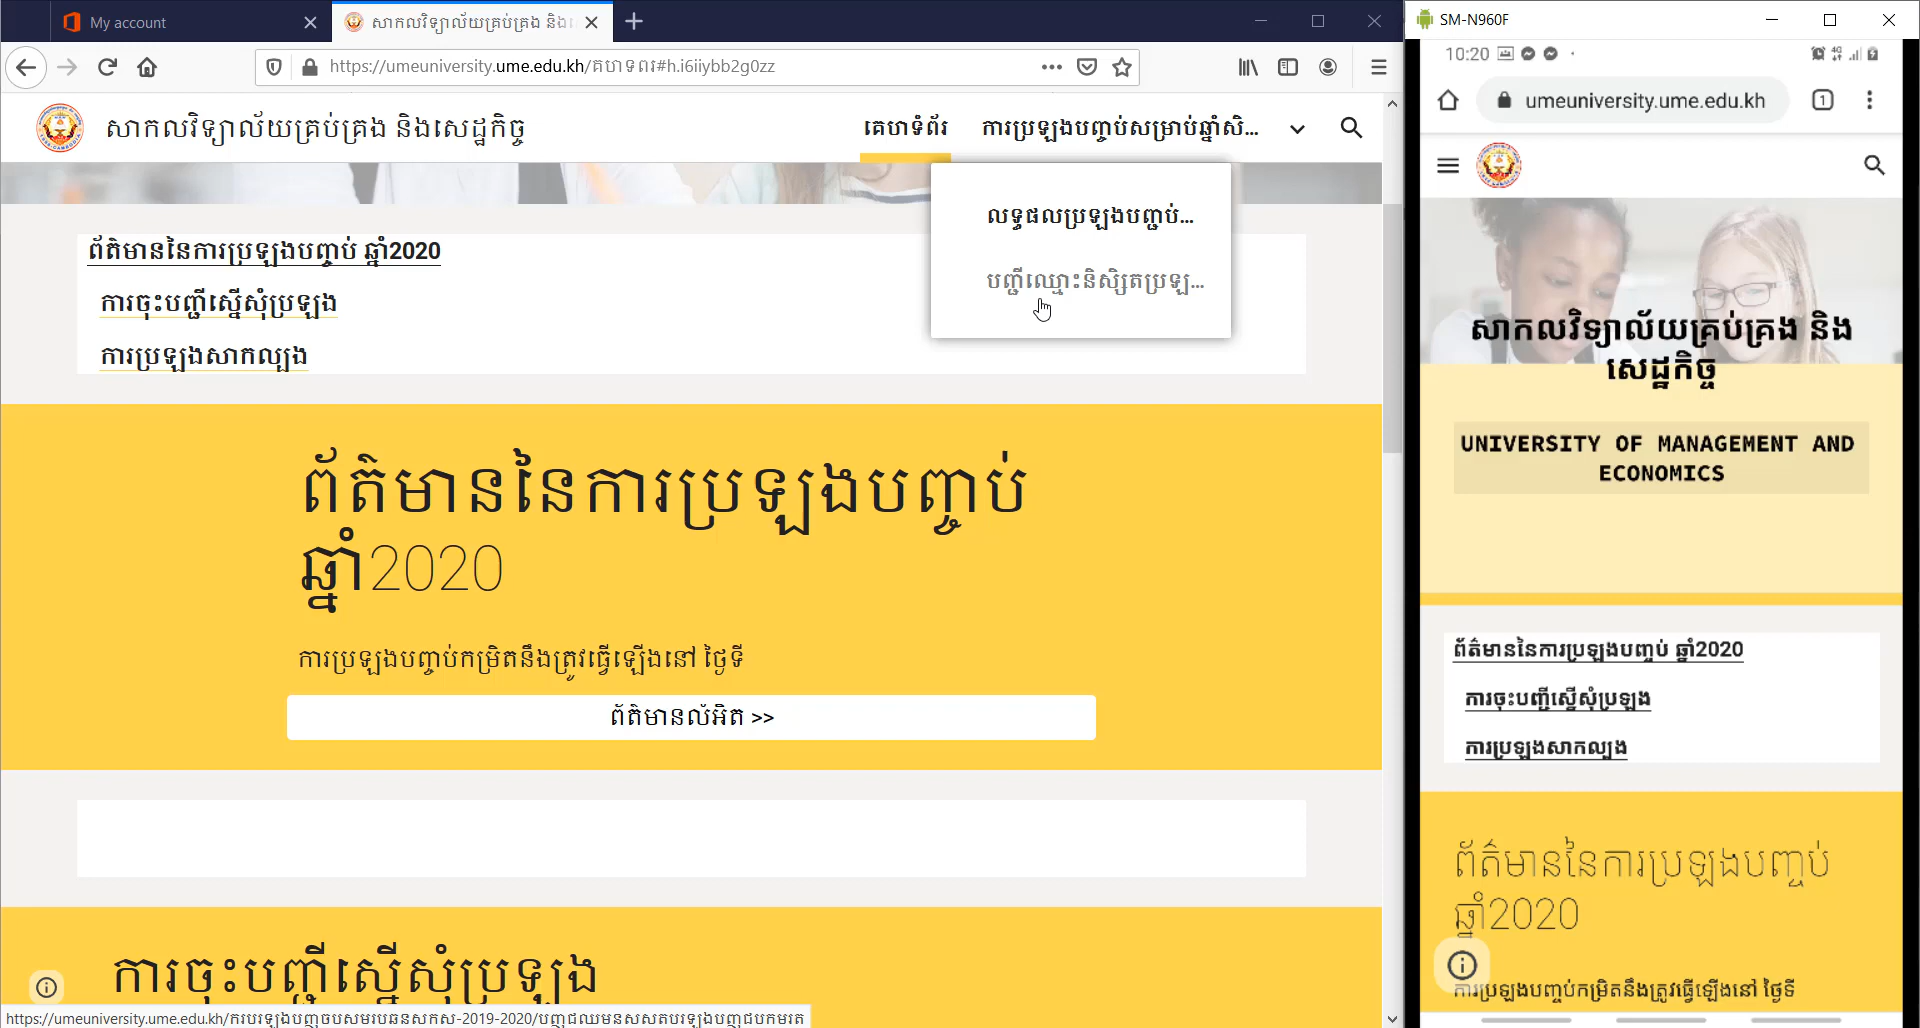 My account
សាកលវិទ្យាល័យគ្រប់គ្រង និង
https://umeuniversity.ume.edu.kh/គហទពរ#h.i6iiybb2g0zz
សាកលវិទ្យាល័យគ្រប់គ្រង និងសេដ្ឋកិច្ច
គេហទំព័រ
ការប្រឡងបញ្ចប់សម្រាប់ឆ្នាំសិ...
លទ្ធផលប្រឡងបញ្ចប់...
បញ្ជីឈ្មោះនិស្សិតប្រឡ...
ព័ត៌មាននៃការប្រឡងបញ្ចប់ ឆ្នាំ2020
ការចុះបញ្ជីស្នើសុំប្រឡង
ការប្រឡងសាកល្បង
ព័ត៌មាននៃការប្រឡងបញ្ចប់
ឆ្នាំ2020
ការប្រឡងបញ្ចប់កម្រិតនឹងត្រូវធ្វើឡើងនៅ ថ្ងៃទី
ព័ត៌មានលំអិត >>
ការចុះបញ្ជីស្នើសុំប្រឡង
SM-N960F
10:20
umeuniversity.ume.edu.kh
1
សាកលវិទ្យាល័យគ្រប់គ្រង និង
សេដ្ឋកិច្ច
UNIVERSITY OF MANAGEMENT AND
ECONOMICS
ព័ត៌មាននៃការប្រឡងបញ្ចប់ ឆ្នាំ2020
ការចុះបញ្ជីស្នើសុំប្រឡង
ការប្រឡងសាកល្បង
ព័ត៌មាននៃការប្រឡងបញ្ចប់
ឆ្នាំ2020
ការប្រឡងបញ្ចប់កម្រិតនឹងត្រូវធ្វើឡើងនៅ ថ្ងៃទី